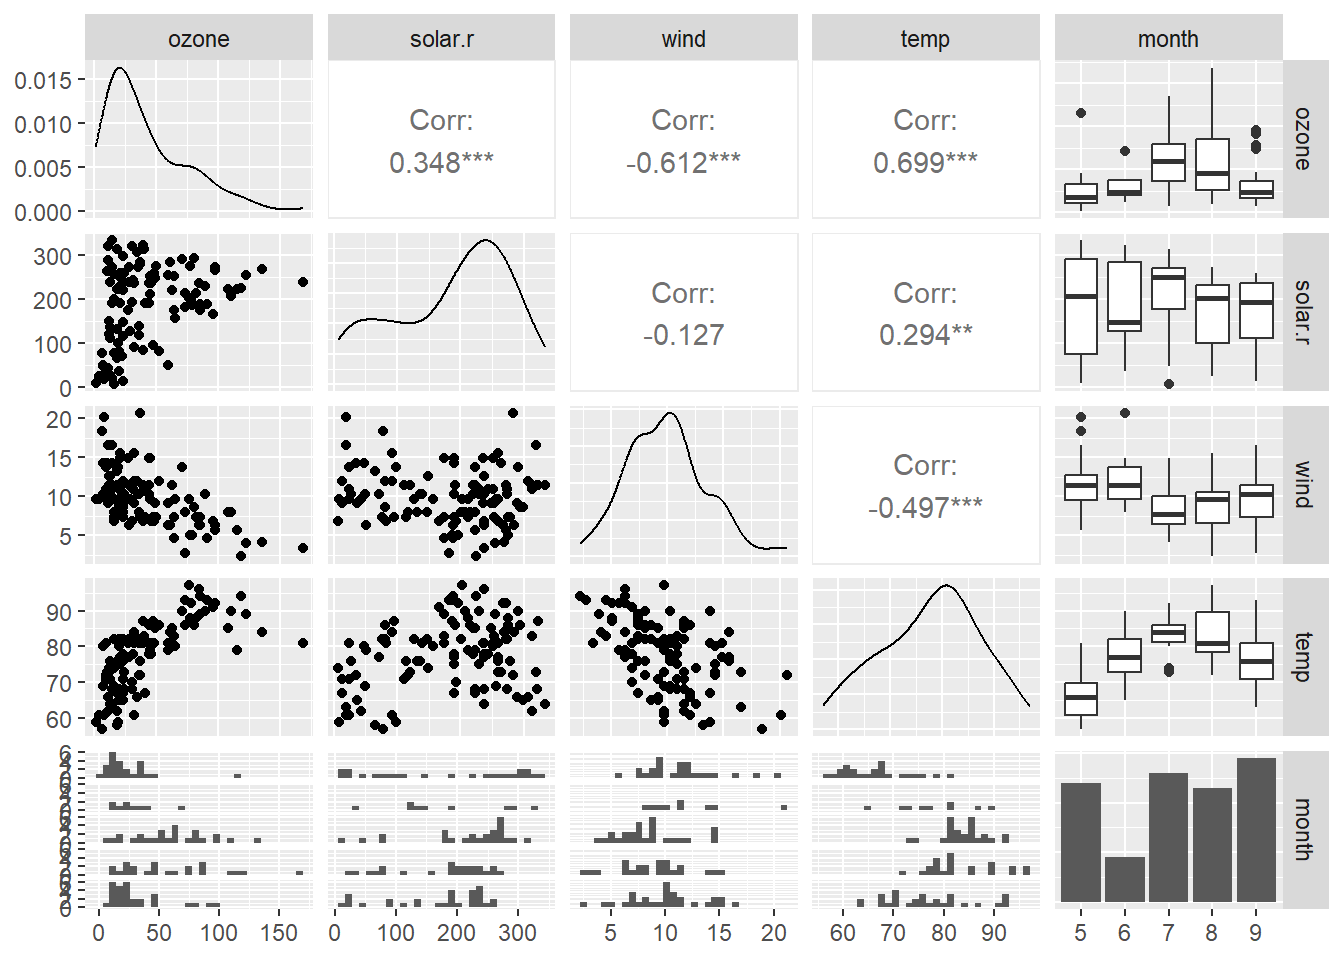 ozone solar.r wind temp month
0.015
0.010
0.005
0.000
Corr:
0.348***
Corr:
-0.612***
Corr:
0.699***
ozone
300
200
100
0
Corr:
-0.127
Corr:
0.294**
solar.r
20
15
10
5
Corr:
-0.497***
wind
90
80
70
60
temp
6
0
month
0 50 100 150 0 100 200 300 5 10 15 20 60 70 80 90 5 6 7 8 9